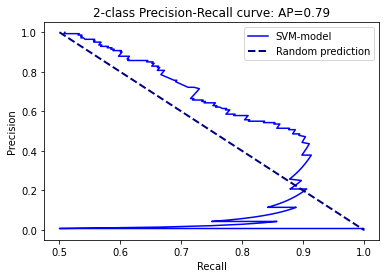 2-class Precision-Recall curve: AP=0.79
SVM-model
Random prediction
Precision
1.0
0.8
0.6
0.4
0.2
0.0
0.5 0.6 0.7 0.8 0.9 1.0
Recall